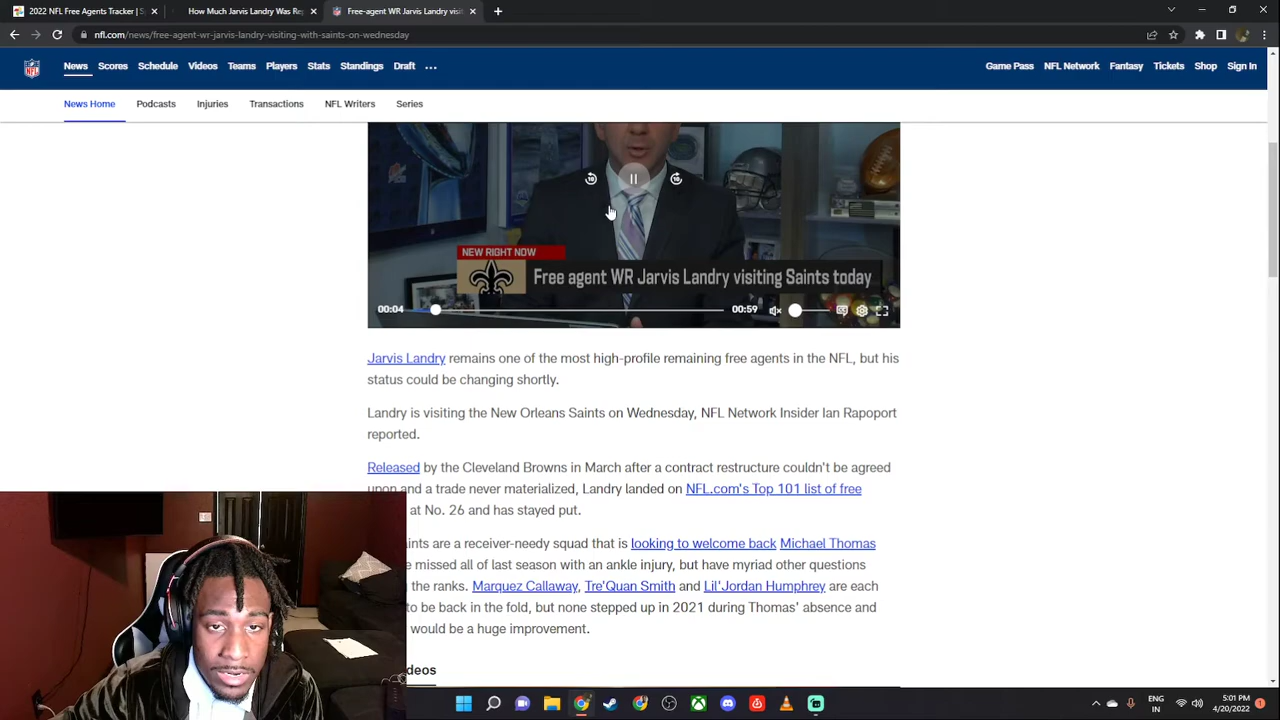 2022 NFL Free Agents Tracker | S
How Much Jarvis Landry Was Re
Free-Agent WR Jarvis Landry visi
nfl.com/news/free-agent-wr-jarvis-landry-visiting-with-saints-on-wednesday
News Scores Schedule Videos Teams Players Stats Standings Draft ... Game Pass NFL Network Fantasy Tickets Shop Sign In
News Home Podcasts Injuries Transactions NFL Writers Series
10 10
NEW RIGHT NOW
Free agent WR Jarvis Landry visiting Saints today
00:04 00:59
Jarvis Landry remains one of the most high-profile remaining free agents in the NFL, but his
status could be changing shortly.
Landry is visiting the New Orleans Saints on Wednesday, NFL Network Insider Ian Rapoport
reported.
Released by the Cleveland Browns in March after a contract restructure couldn't be agreed
upon and a trade never materialized, Landry landed on NFL.com's Top 101 list of free
at No. 26 and has stayed put.
aints are a receiver-needy squad that is looking to welcome back Michael Thomas
e missed all of last season with an ankle injury, but have myriad other questions
the ranks. Marquez Callaway, Tre'Quan Smith and Lil'Jordan Humphrey are each
to be back in the fold, but none stepped up in 2021 during Thomas' absence and
would be a huge improvement.
deos
ENG
IN
5:01 PM
4/20/2022